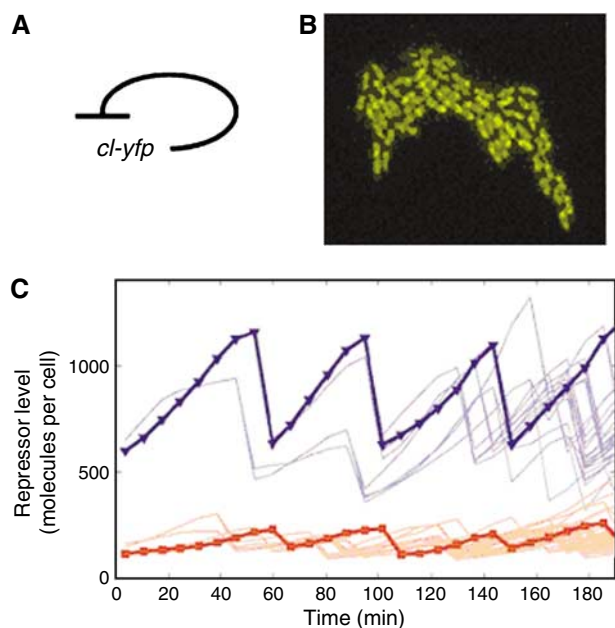 A
cI-yfp
B
C
Repressor level
(molecules per cell)
1000
500
0
0 20 40 60 80 100 120 140 160 180
Time (min)